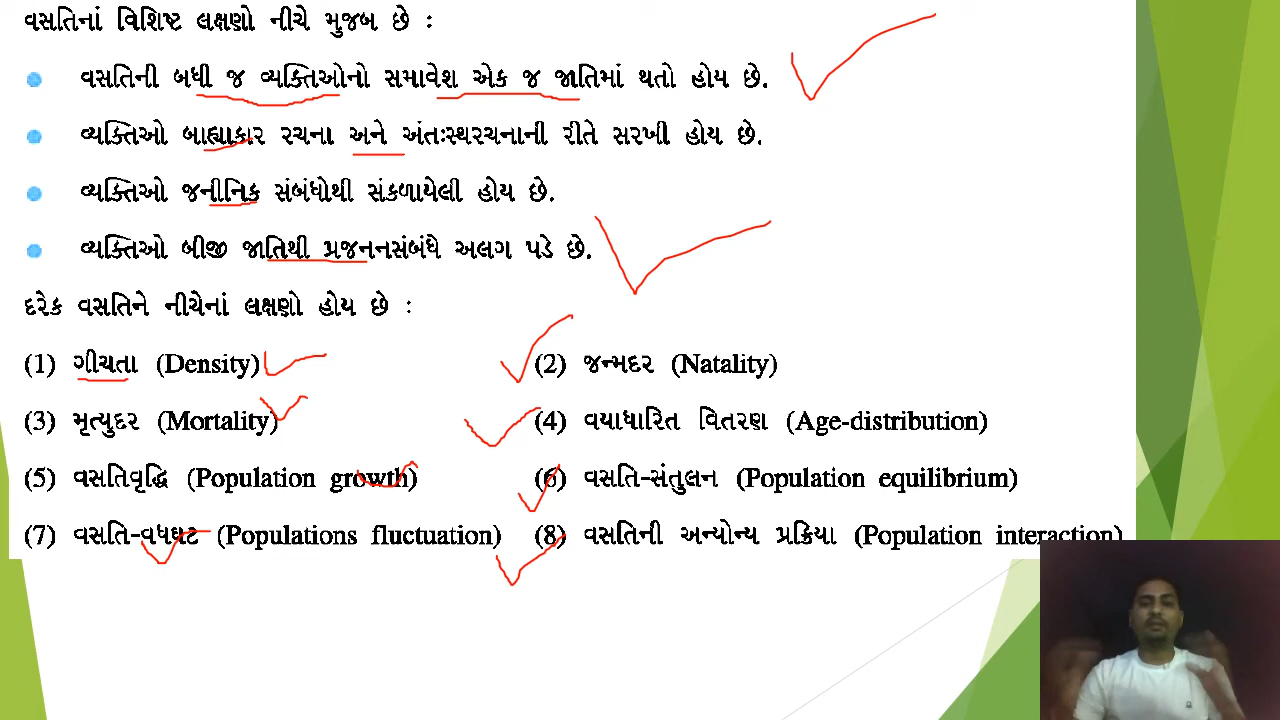 વસતિનાં વિશિષ્ટ લક્ષણો નીચે મુજબ છે :
વસતિની બધી જ વ્યક્તિઓનો સમાવેશ એક જ જાતિમાં થતો હોય છે.
વ્યક્તિઓ બાહ્યાકાર રચના અને અંતઃસ્થરચનાની રીતે સરખી હોય છે.
વ્યક્તિઓ જનીનિક સંબંધોથી સંકળાયેલી હોય છે.
વ્યક્તિઓ બીજી જાતિથી પ્રજનનસંબંધે અલગ પડે છે.
દરેક વસતિને નીચેનાં લક્ષણો હોય છે :
(1) ગીચતા (Density) (2) જન્મદર (Natality)
(3) મૃત્યુદર (Mortality) (4) વયાધારિત વિતરણ (Age-distribution)
(5) વસતિવૃદ્ધિ (Population growth) (6) વસતિ-સંતુલન (Population equilibrium)
(7) વસતિ-વધઘટ (Populations fluctuation) (8) વસતિની અન્યોન્ય પ્રક્રિયા (Population interaction)